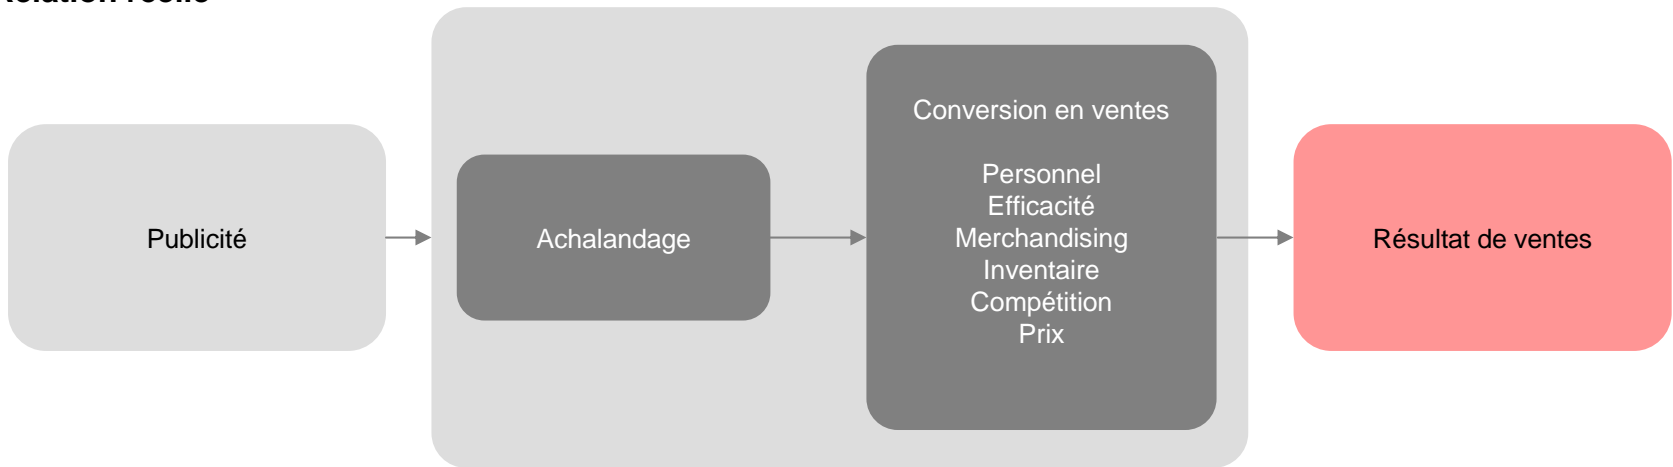 Publicité
Achalandage
Conversion en ventes
Personnel
Efficacité
Merchandising
Inventaire
Compétition
Prix
Résultat de ventes